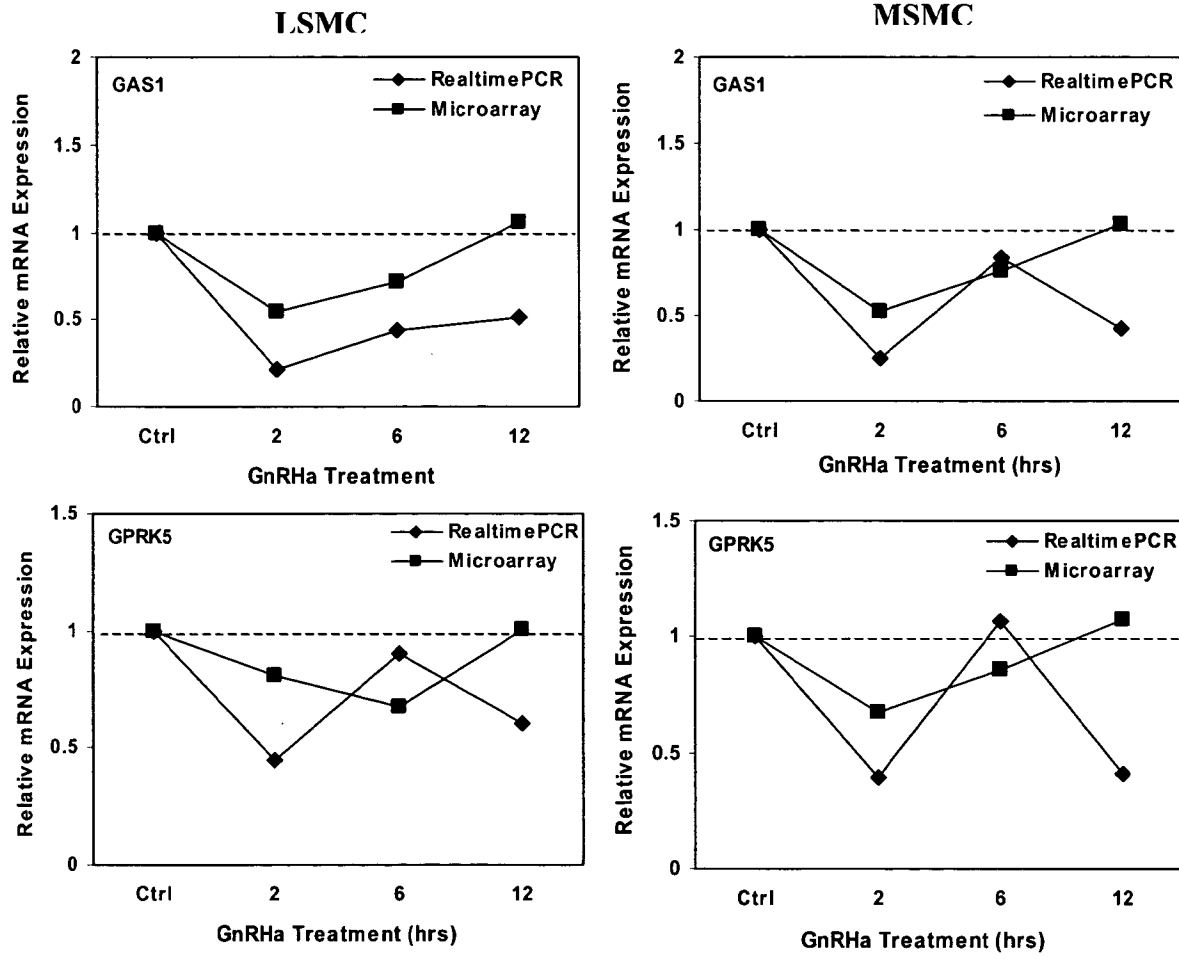 LSMC
MSMC
2
1.5
1
0.5
0
Relative mRNA Expression
GAS1
RealtimePCR
Microarray
Ctrl
2
6
12
GnRHa Treatment
2
1.5
1
0.5
0
Relative mRNA Expression
GAS1
RealtimePCR
Microarray
Ctrl
2
6
12
GnRHa Treatment (hrs)
1.5
1
0.5
0
Relative mRNA Expression
GPRK5
RealtimePCR
Microarray
Ctrl
2
6
12
GnRHa Treatment (hrs)
1.5
1
0.5
0
Relative mRNA Expression
GPRK5
RealtimePCR
Microarray
Ctrl
2
6
12
GnRHa Treatment (hrs)